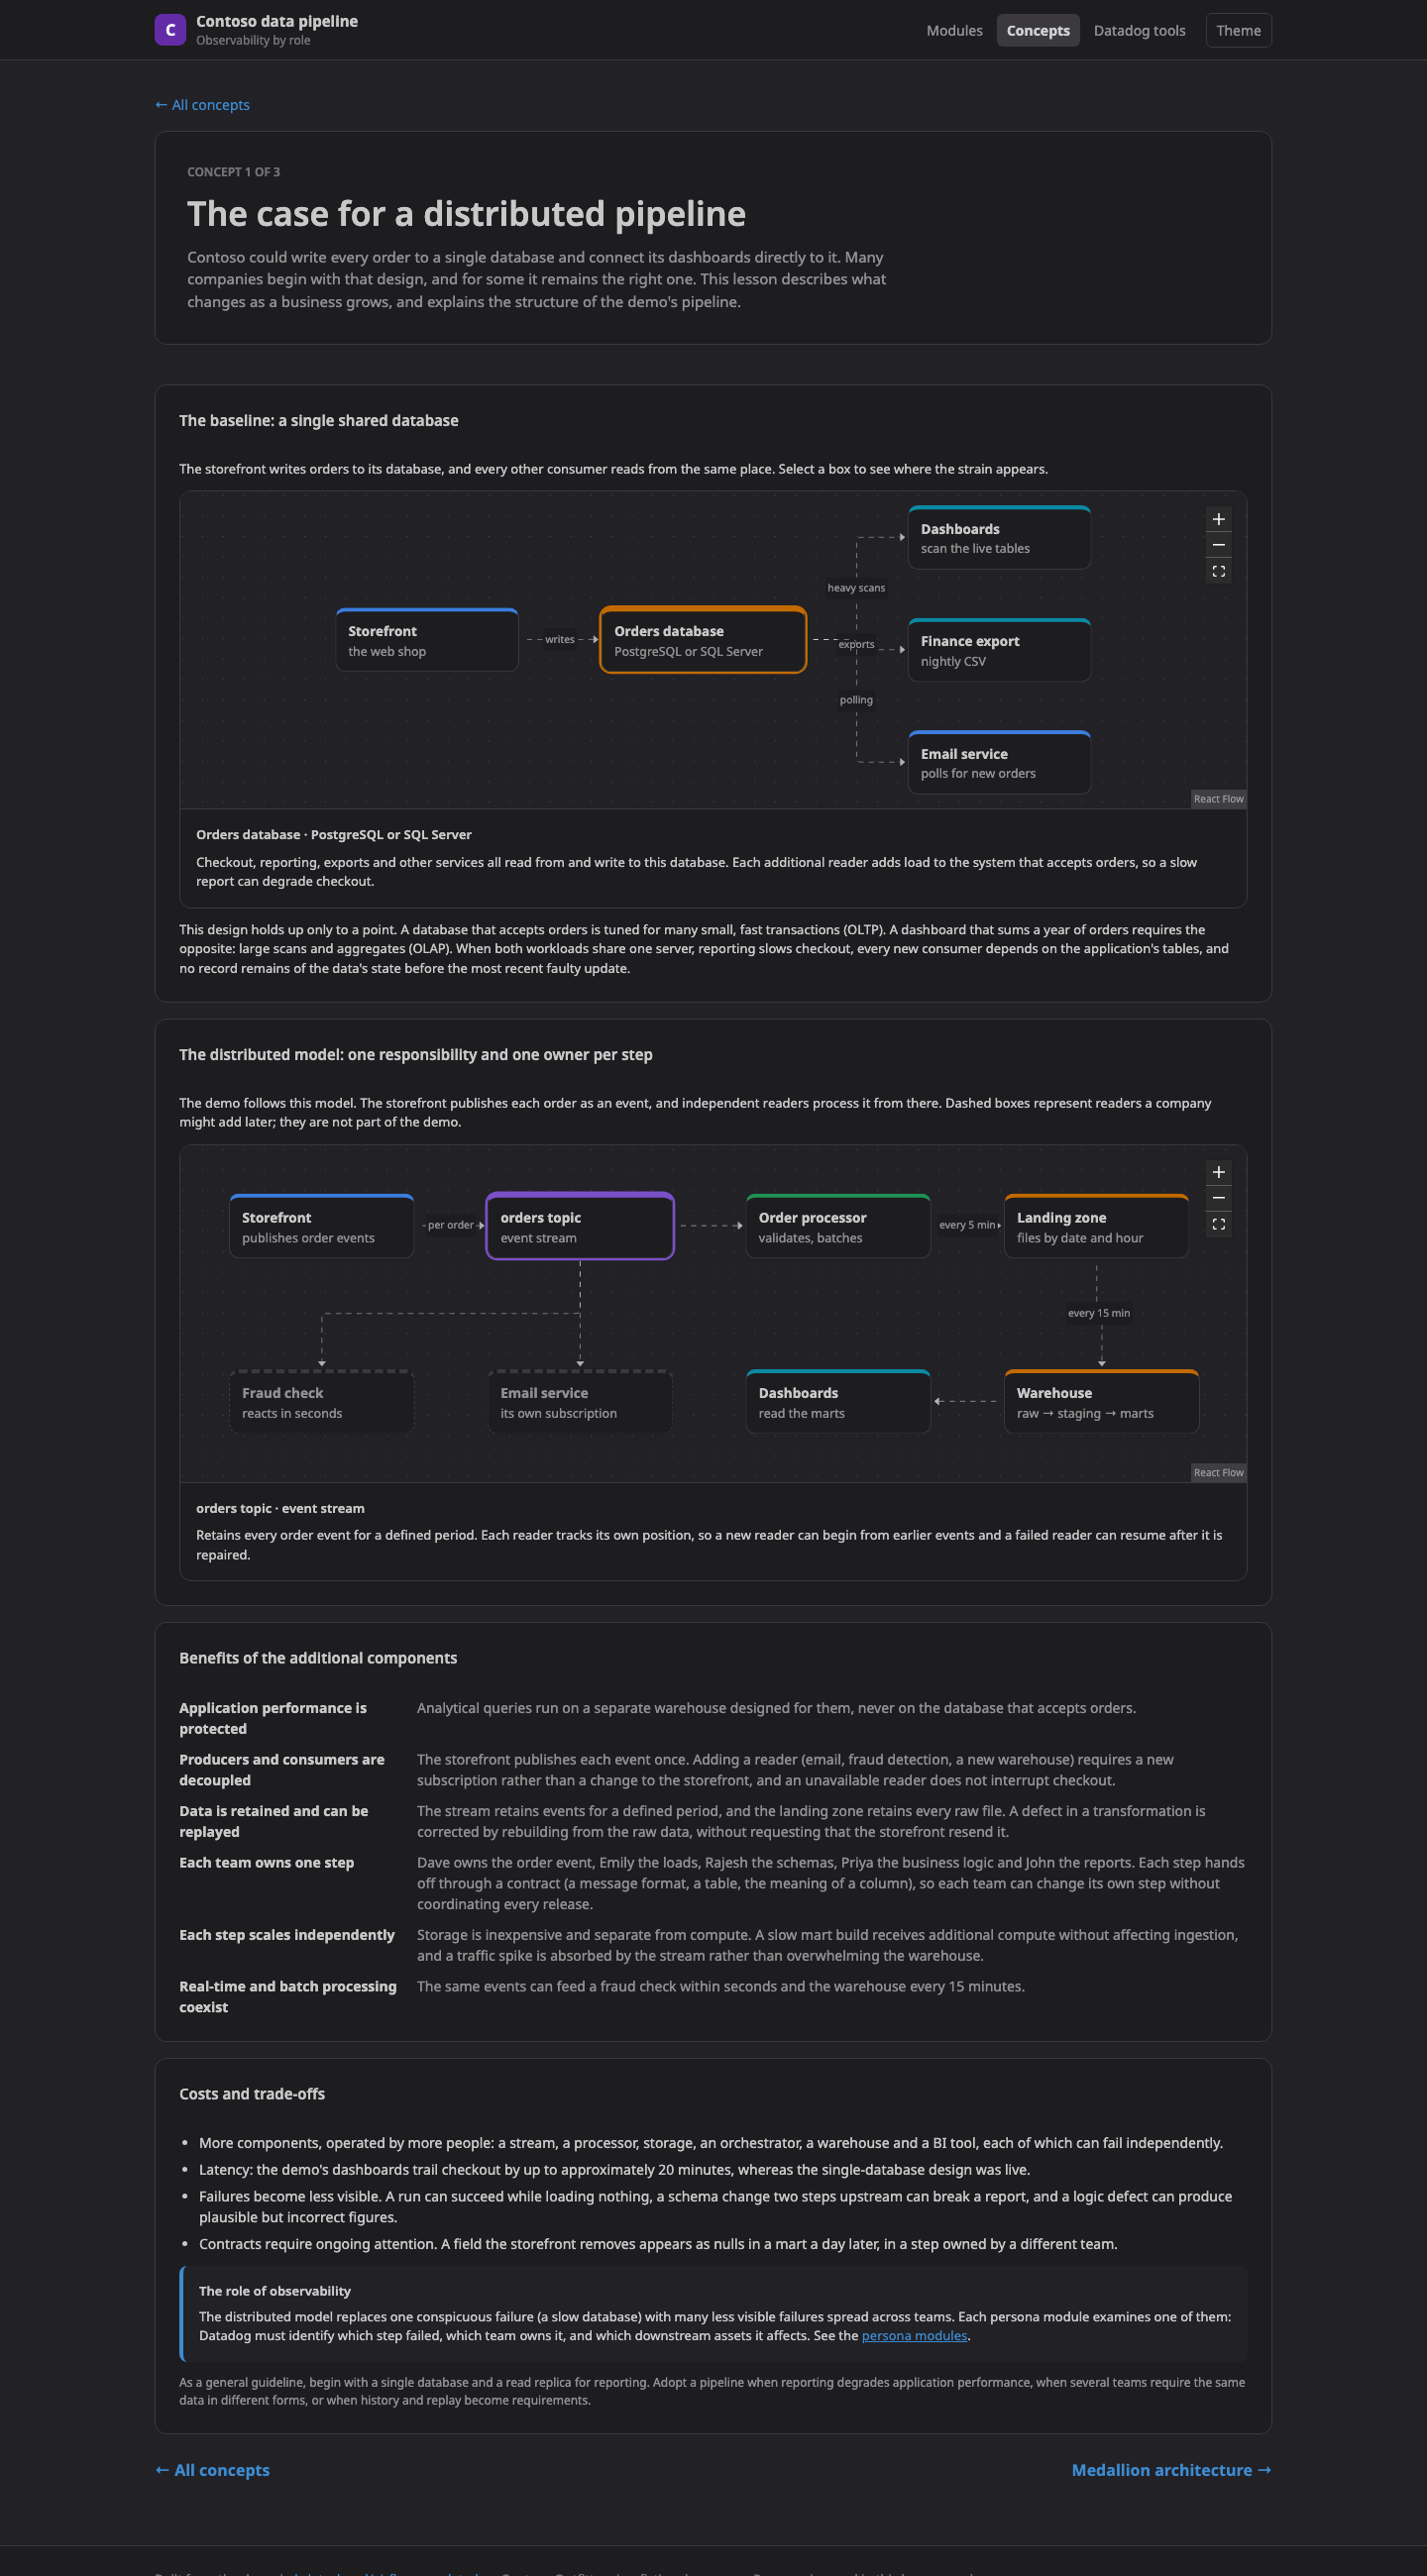 C
Contoso data pipeline
Observability by role
Modules
Concepts
Datadog tools
Theme
← All concepts
CONCEPT 1 OF 3
The case for a distributed pipeline
Contoso could write every order to a single database and connect its dashboards directly to it. Many
companies begin with that design, and for some it remains the right one. This lesson describes what
changes as a business grows, and explains the structure of the demo's pipeline.
The baseline: a single shared database
The storefront writes orders to its database, and every other consumer reads from the same place. Select a box to see where the strain appears.
Dashboards
scan the live tables
heavy scans
Storefront
the web shop
writes
Orders database
PostgreSQL or SQL Server
exports
Finance export
nightly CSV
polling
Email service
polls for new orders
React Flow
Orders database · PostgreSQL or SQL Server
Checkout, reporting, exports and other services all read from and write to this database. Each additional reader adds load to the system that accepts orders, so a slow
report can degrade checkout.
This design holds up only to a point. A database that accepts orders is tuned for many small, fast transactions (OLTP). A dashboard that sums a year of orders requires the
opposite: large scans and aggregates (OLAP). When both workloads share one server, reporting slows checkout, every new consumer depends on the application's tables, and
no record remains of the data's state before the most recent faulty update.
The distributed model: one responsibility and one owner per step
The demo follows this model. The storefront publishes each order as an event, and independent readers process it from there. Dashed boxes represent readers a company
might add later; they are not part of the demo.
Storefront
publishes order events
per order
orders topic
event stream
Order processor
validates, batches
every 5 min
Landing zone
files by date and hour
every 15 min
Fraud check
reacts in seconds
Email service
its own subscription
Dashboards
read the marts
Warehouse
raw → staging → marts
React Flow
orders topic · event stream
Retains every order event for a defined period. Each reader tracks its own position, so a new reader can begin from earlier events and a failed reader can resume after it is
repaired.
Benefits of the additional components
Application performance is
protected
Analytical queries run on a separate warehouse designed for them, never on the database that accepts orders.
Producers and consumers are
decoupled
The storefront publishes each event once. Adding a reader (email, fraud detection, a new warehouse) requires a new
subscription rather than a change to the storefront, and an unavailable reader does not interrupt checkout.
Data is retained and can be
replayed
The stream retains events for a defined period, and the landing zone retains every raw file. A defect in a transformation is
corrected by rebuilding from the raw data, without requesting that the storefront resend it.
Each team owns one step
Dave owns the order event, Emily the loads, Rajesh the schemas, Priya the business logic and John the reports. Each step hands
off through a contract (a message format, a table, the meaning of a column), so each team can change its own step without
coordinating every release.
Each step scales independently
Storage is inexpensive and separate from compute. A slow mart build receives additional compute without affecting ingestion,
and a traffic spike is absorbed by the stream rather than overwhelming the warehouse.
Real-time and batch processing
coexist
The same events can feed a fraud check within seconds and the warehouse every 15 minutes.
Costs and trade-offs
• More components, operated by more people: a stream, a processor, storage, an orchestrator, a warehouse and a BI tool, each of which can fail independently.
• Latency: the demo's dashboards trail checkout by up to approximately 20 minutes, whereas the single-database design was live.
• Failures become less visible. A run can succeed while loading nothing, a schema change two steps upstream can break a report, and a logic defect can produce
plausible but incorrect figures.
• Contracts require ongoing attention. A field the storefront removes appears as nulls in a mart a day later, in a step owned by a different team.
The role of observability
The distributed model replaces one conspicuous failure (a slow database) with many less visible failures spread across teams. Each persona module examines one of them:
Datadog must identify which step failed, which team owns it, and which downstream assets it affects. See the persona modules.
As a general guideline, begin with a single database and a read replica for reporting. Adopt a pipeline when reporting degrades application performance, when several teams require the same
data in different forms, or when history and replay become requirements.
← All concepts
Medallion architecture →